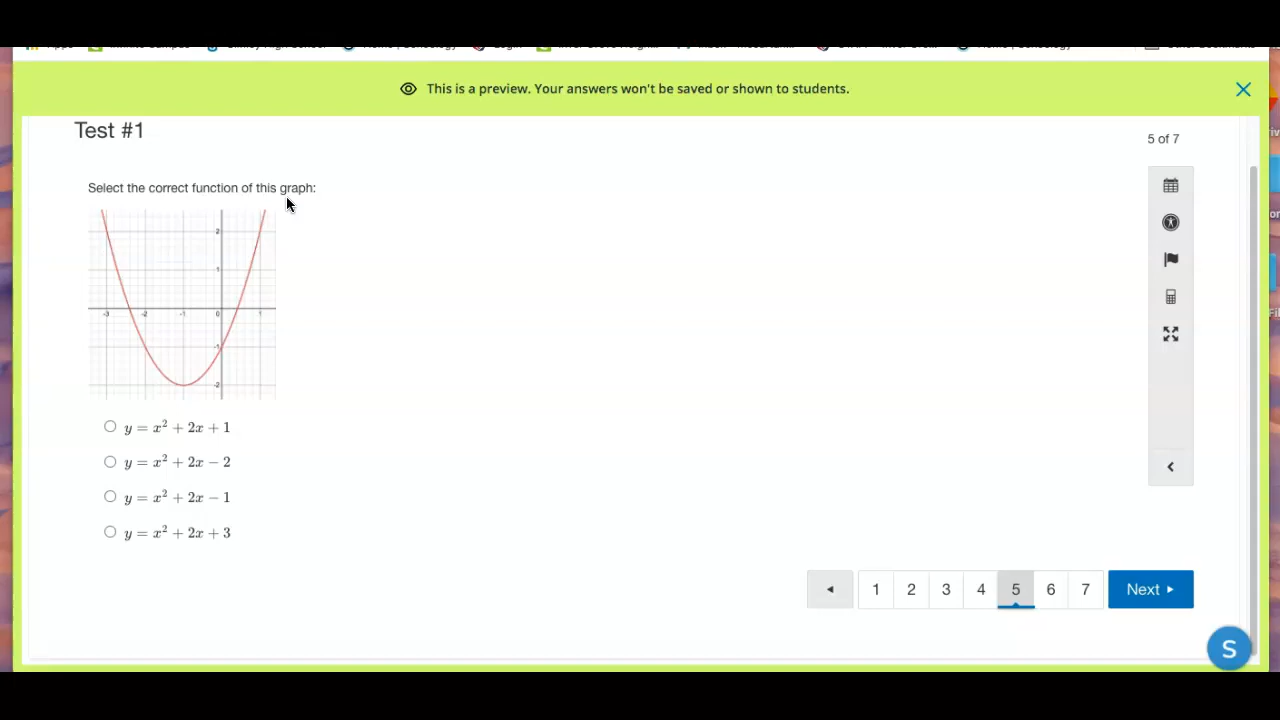 This is a preview. Your answers won't be saved or shown to students.
Test #1
5 of 7
Select the correct function of this graph:
2
1
-3 -2 -1 0 1
-1
-2
y = x² + 2x + 1
y = x² + 2x − 2
y = x² + 2x − 1
y = x² + 2x + 3
1 2 3 4 5 6 7 Next
S